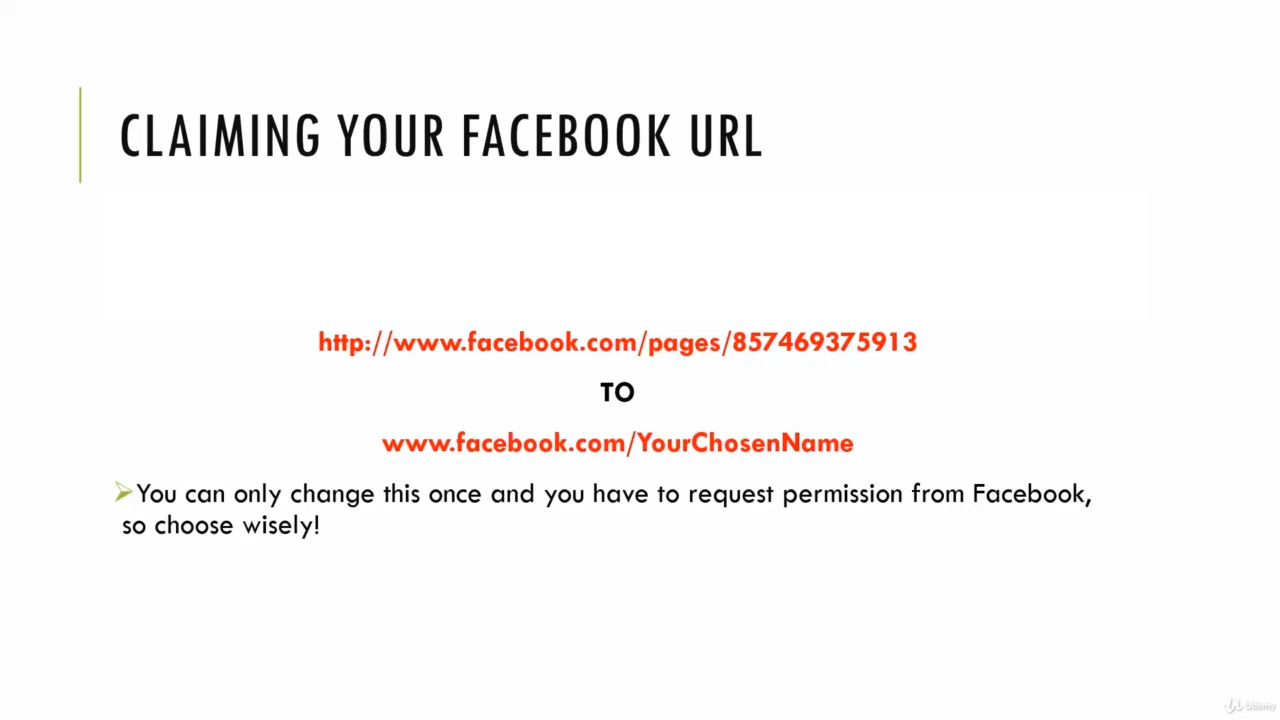 CLAIMING YOUR FACEBOOK URL
http://www.facebook.com/pages/857469375913
TO
www.facebook.com/YourChosenName
You can only change this once and you have to request permission from Facebook,
so choose wisely!
Udemy